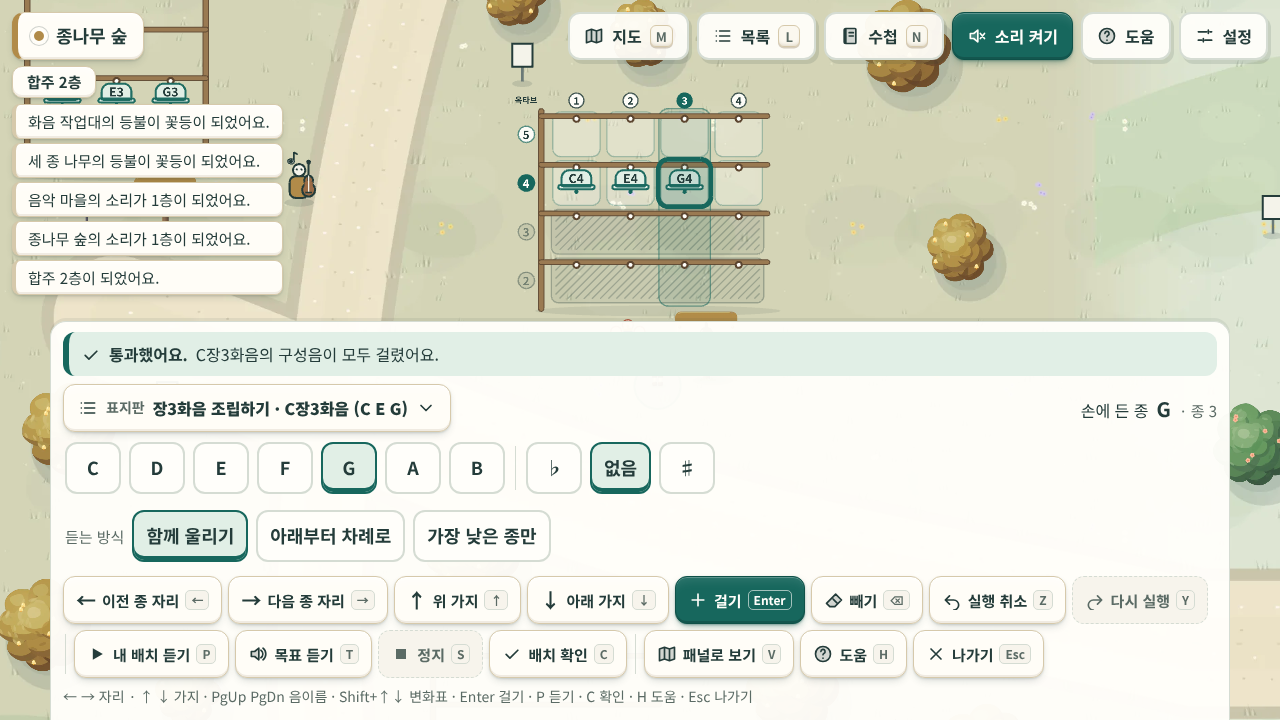 종나무 숲
지도 M
목록 L
수첩 N
소리 켜기
도움
설정
합주 2층
E3 G3
화음 작업대의 등불이 꽃등이 되었어요.
세 종 나무의 등불이 꽃등이 되었어요.
음악 마을의 소리가 1층이 되었어요.
종나무 숲의 소리가 1층이 되었어요.
합주 2층이 되었어요.
옥타브 1 2 3 4
5
4 C4 E4 G4
3
2
통과했어요. C장3화음의 구성음이 모두 걸렸어요.
표지판 장3화음 조립하기 · C장3화음 (C E G)
손에 든 종 G · 종 3
C D E F G A B ♭ 없음 ♯
듣는 방식 함께 울리기 아래부터 차례로 가장 낮은 종만
← 이전 종 자리 ← → 다음 종 자리 → ↑ 위 가지 ↑ ↓ 아래 가지 ↓ + 걸기 Enter 빼기 ⌫ 실행 취소 Z 다시 실행 Y
내 배치 듣기 P 목표 듣기 T 정지 S 배치 확인 C 패널로 보기 V 도움 H 나가기 Esc
← → 자리 · ↑ ↓ 가지 · PgUp PgDn 음이름 · Shift+↑↓ 변화표 · Enter 걸기 · P 듣기 · C 확인 · H 도움 · Esc 나가기